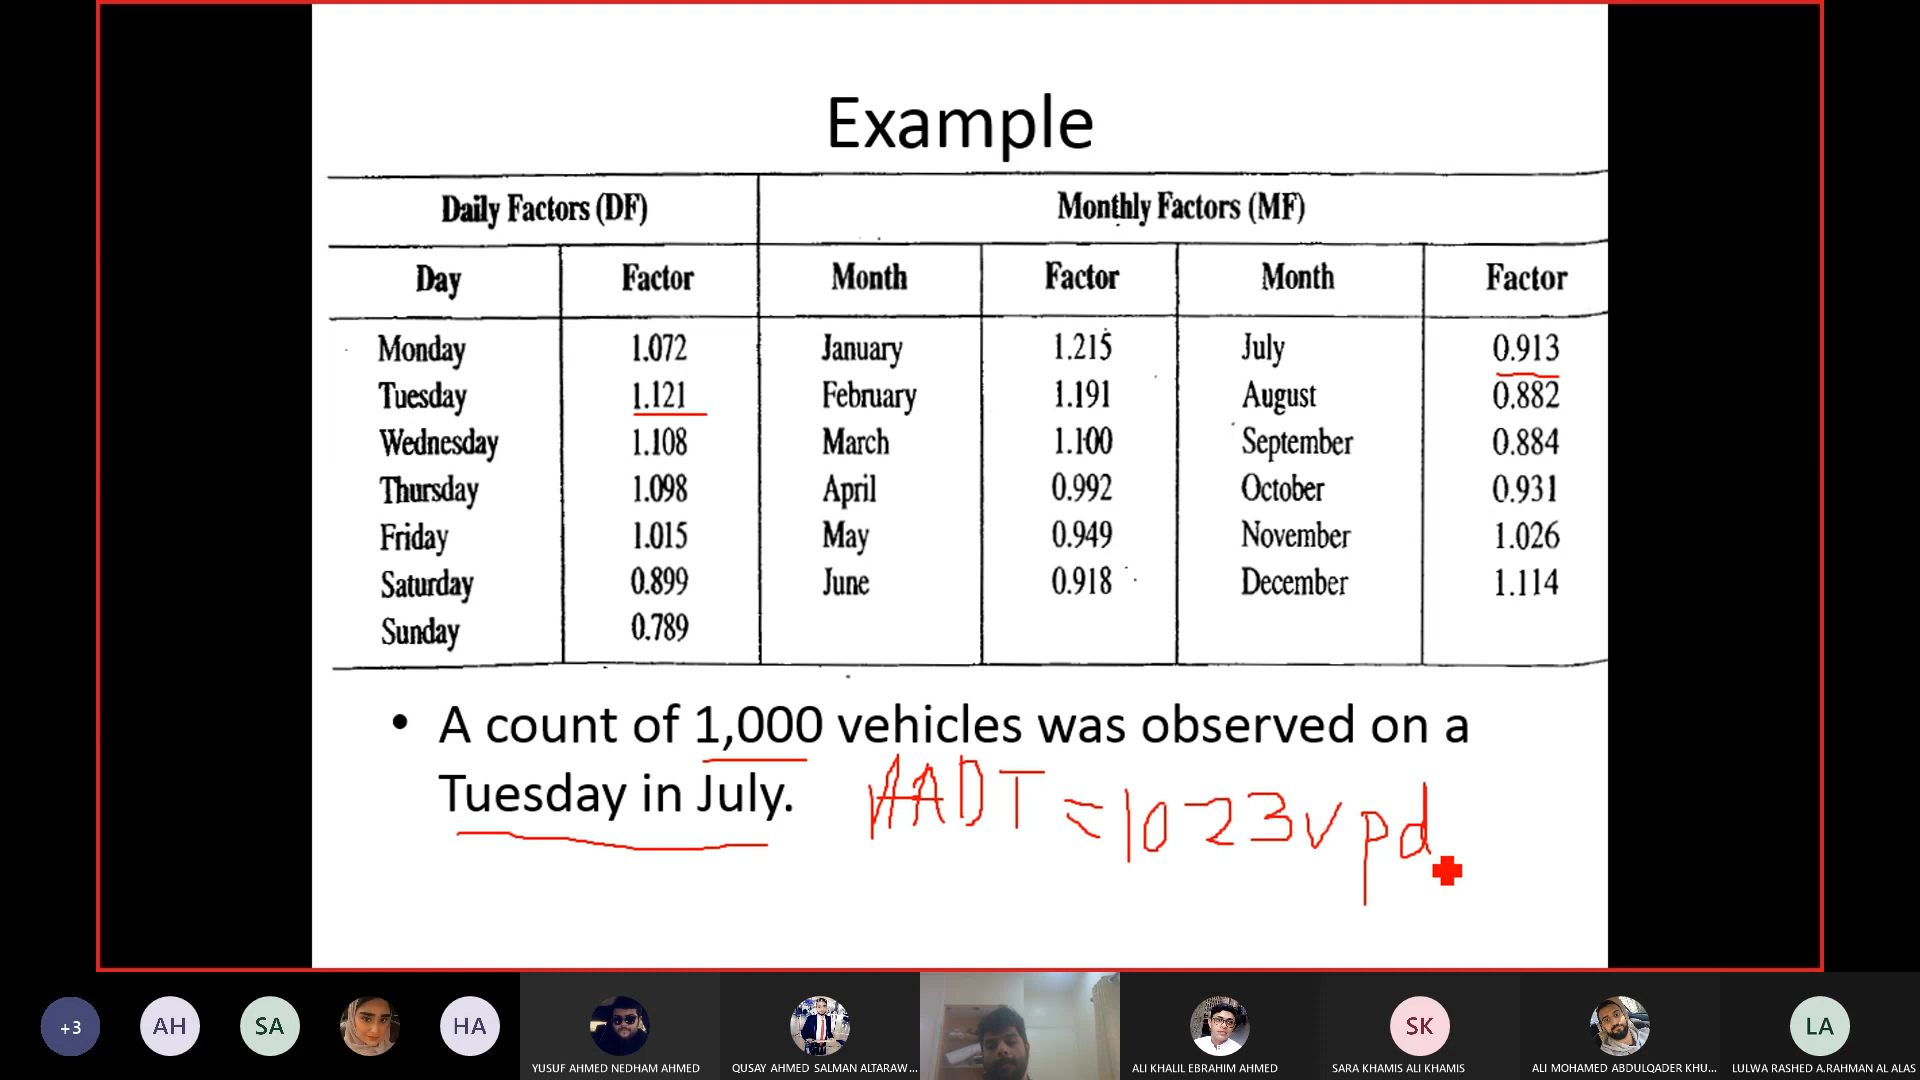 Example
Daily Factors (DF) Monthly Factors (MF)
Day Factor Month Factor Month Factor
Monday 1.072 January 1.215 July 0.913
Tuesday 1.121 February 1.191 August 0.882
Wednesday 1.108 March 1.100 September 0.884
Thursday 1.098 April 0.992 October 0.931
Friday 1.015 May 0.949 November 1.026
Saturday 0.899 June 0.918 December 1.114
Sunday 0.789
• A count of 1,000 vehicles was observed on a
Tuesday in July. AADT = 1023vpd
+3 AH SA HA SK LA
YUSUF AHMED NEDHAM AHMED QUSAY AHMED SALMAN ALTARAW... ALI KHALIL EBRAHIM AHMED SARA KHAMIS ALI KHAMIS ALI MOHAMED ABDULQADER KHU... LULWA RASHED A.RAHMAN AL ALAS